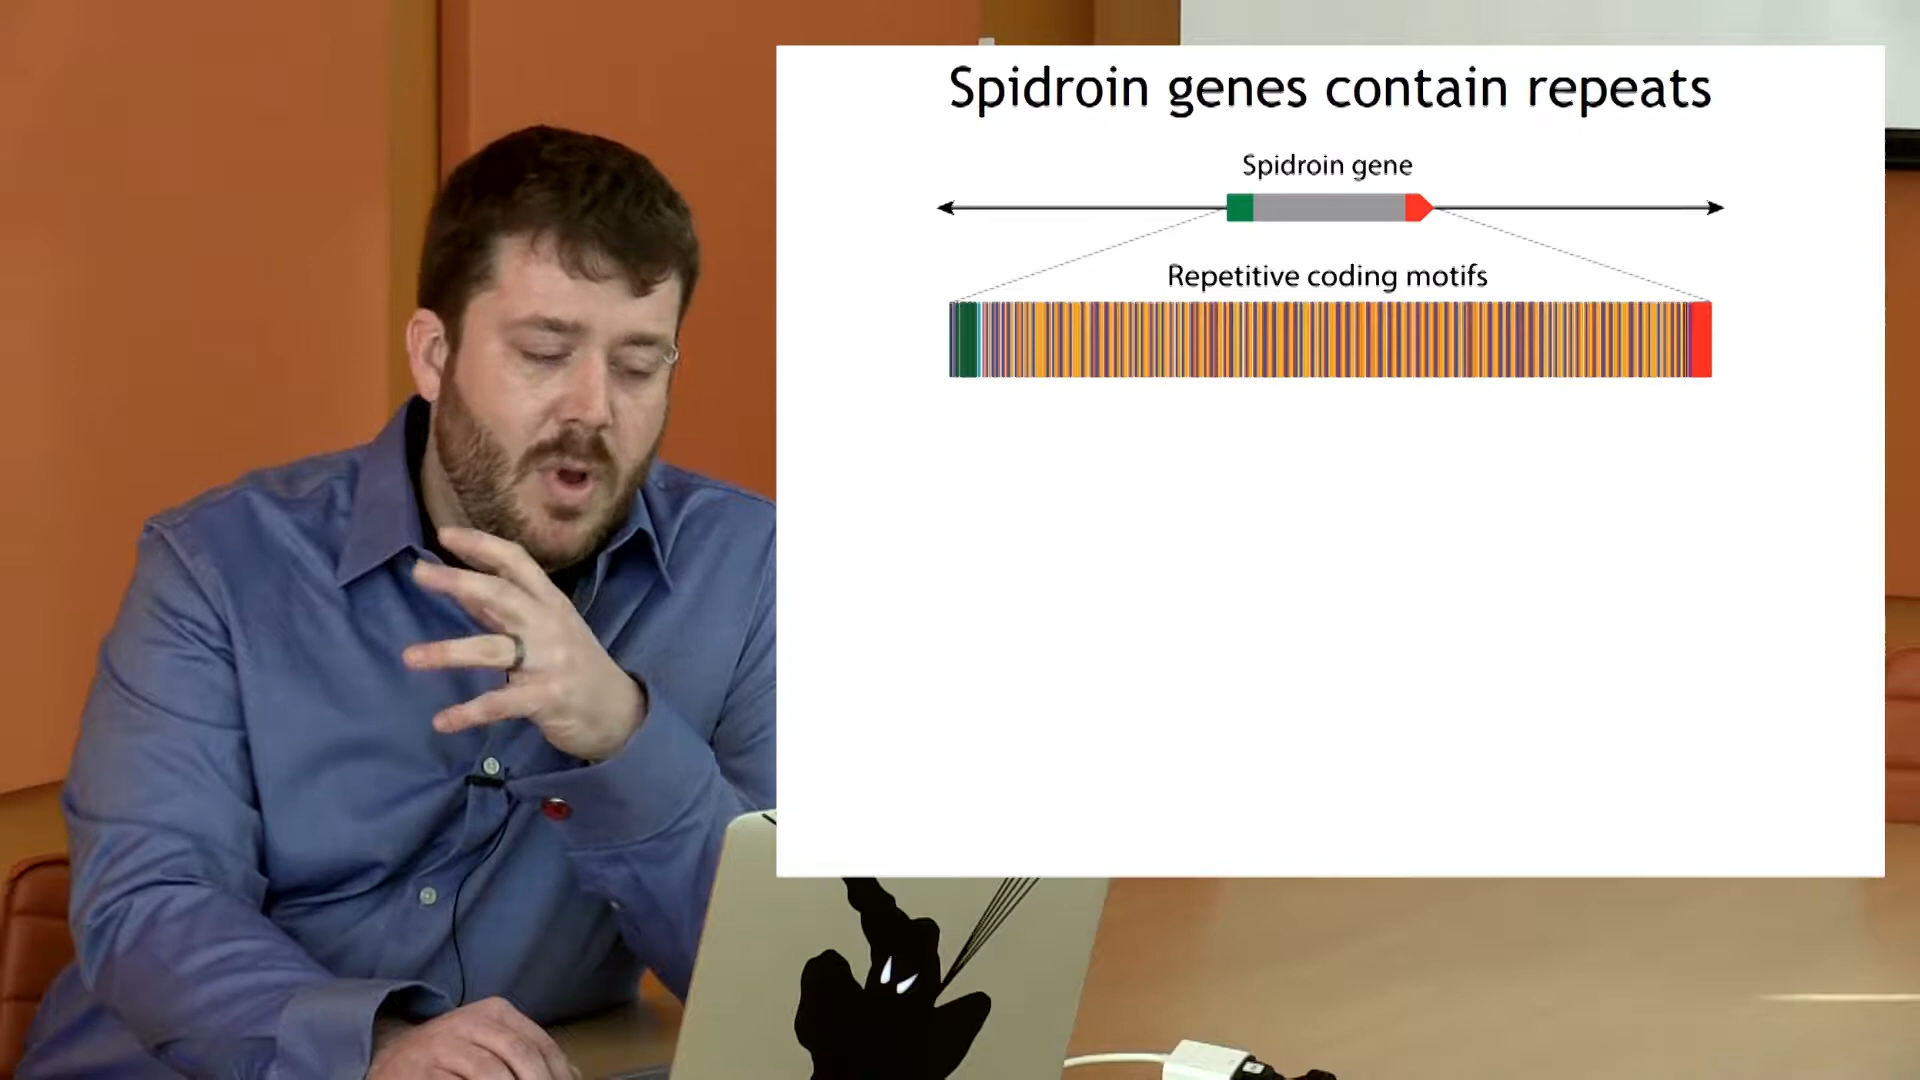 Spidroin genes contain repeats
Spidroin gene
Repetitive coding motifs